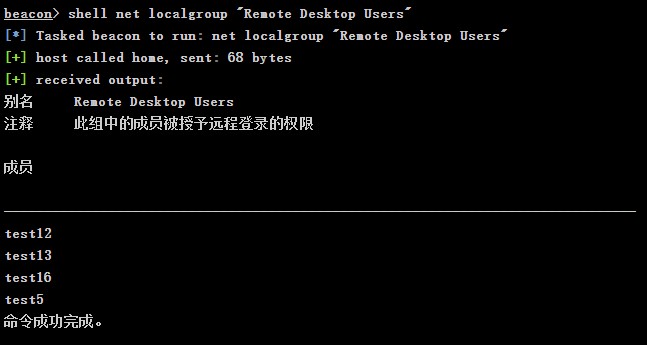 beacon> shell net localgroup "Remote Desktop Users"
[*] Tasked beacon to run: net localgroup "Remote Desktop Users"
[+] host called home, sent: 68 bytes
[+] received output:
别名 Remote Desktop Users
注释 此组中的成员被授予远程登录的权限
成员
test12
test13
test16
test5
命令成功完成。